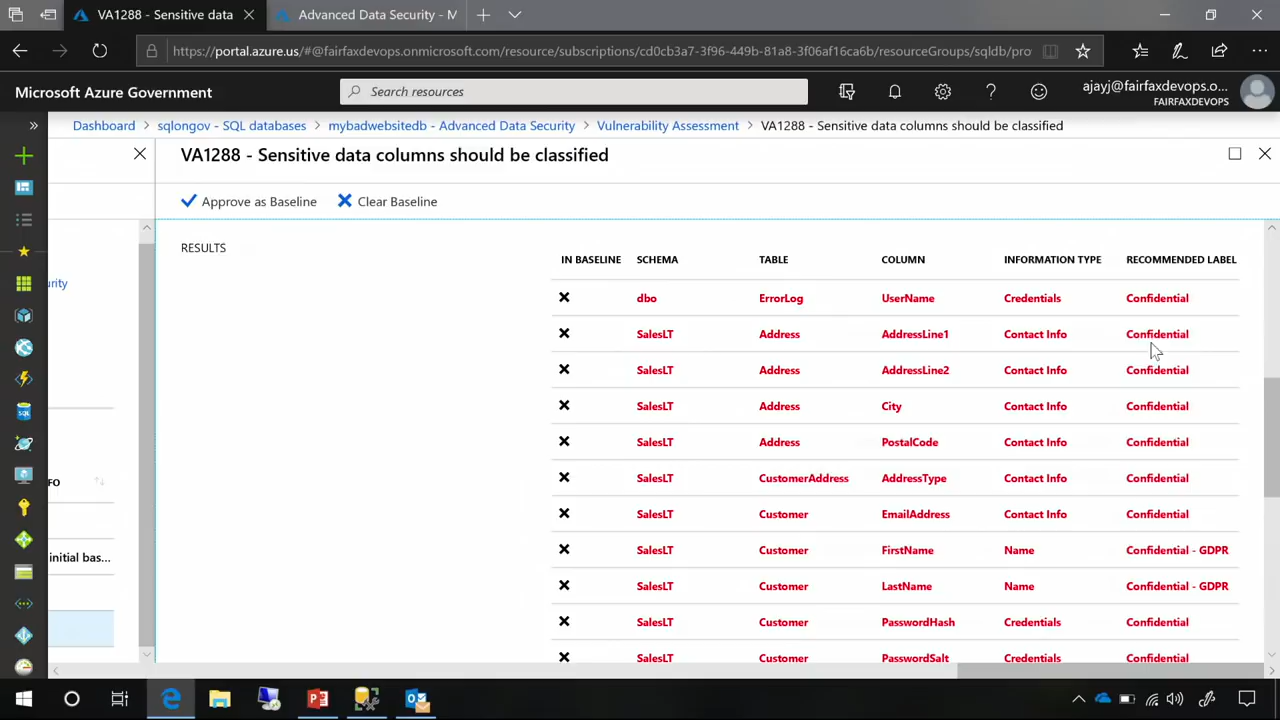 VA1288 - Sensitive data
Advanced Data Security - M
https://portal.azure.us/#@fairfaxdevops.onmicrosoft.com/resource/subscriptions/cd0cb3a7-3f96-449b-81a8-3f06af16ca6b/resourceGroups/sqldb/pro
Microsoft Azure Government
Search resources
ajayj@fairfaxdevops.o...
FAIRFAXDEVOPS
Dashboard > sqlongov - SQL databases > mybadwebsitedb - Advanced Data Security > Vulnerability Assessment > VA1288 - Sensitive data columns should be classified
VA1288 - Sensitive data columns should be classified
Approve as Baseline Clear Baseline
RESULTS
IN BASELINE SCHEMA TABLE COLUMN INFORMATION TYPE RECOMMENDED LABEL
dbo ErrorLog UserName Credentials Confidential
SalesLT Address AddressLine1 Contact Info Confidential
SalesLT Address AddressLine2 Contact Info Confidential
SalesLT Address City Contact Info Confidential
SalesLT Address PostalCode Contact Info Confidential
SalesLT CustomerAddress AddressType Contact Info Confidential
SalesLT Customer EmailAddress Contact Info Confidential
SalesLT Customer FirstName Name Confidential - GDPR
SalesLT Customer LastName Name Confidential - GDPR
SalesLT Customer PasswordHash Credentials Confidential
SalesLT Customer PasswordSalt Credentials Confidential
urity
FO
initial bas...
SQL